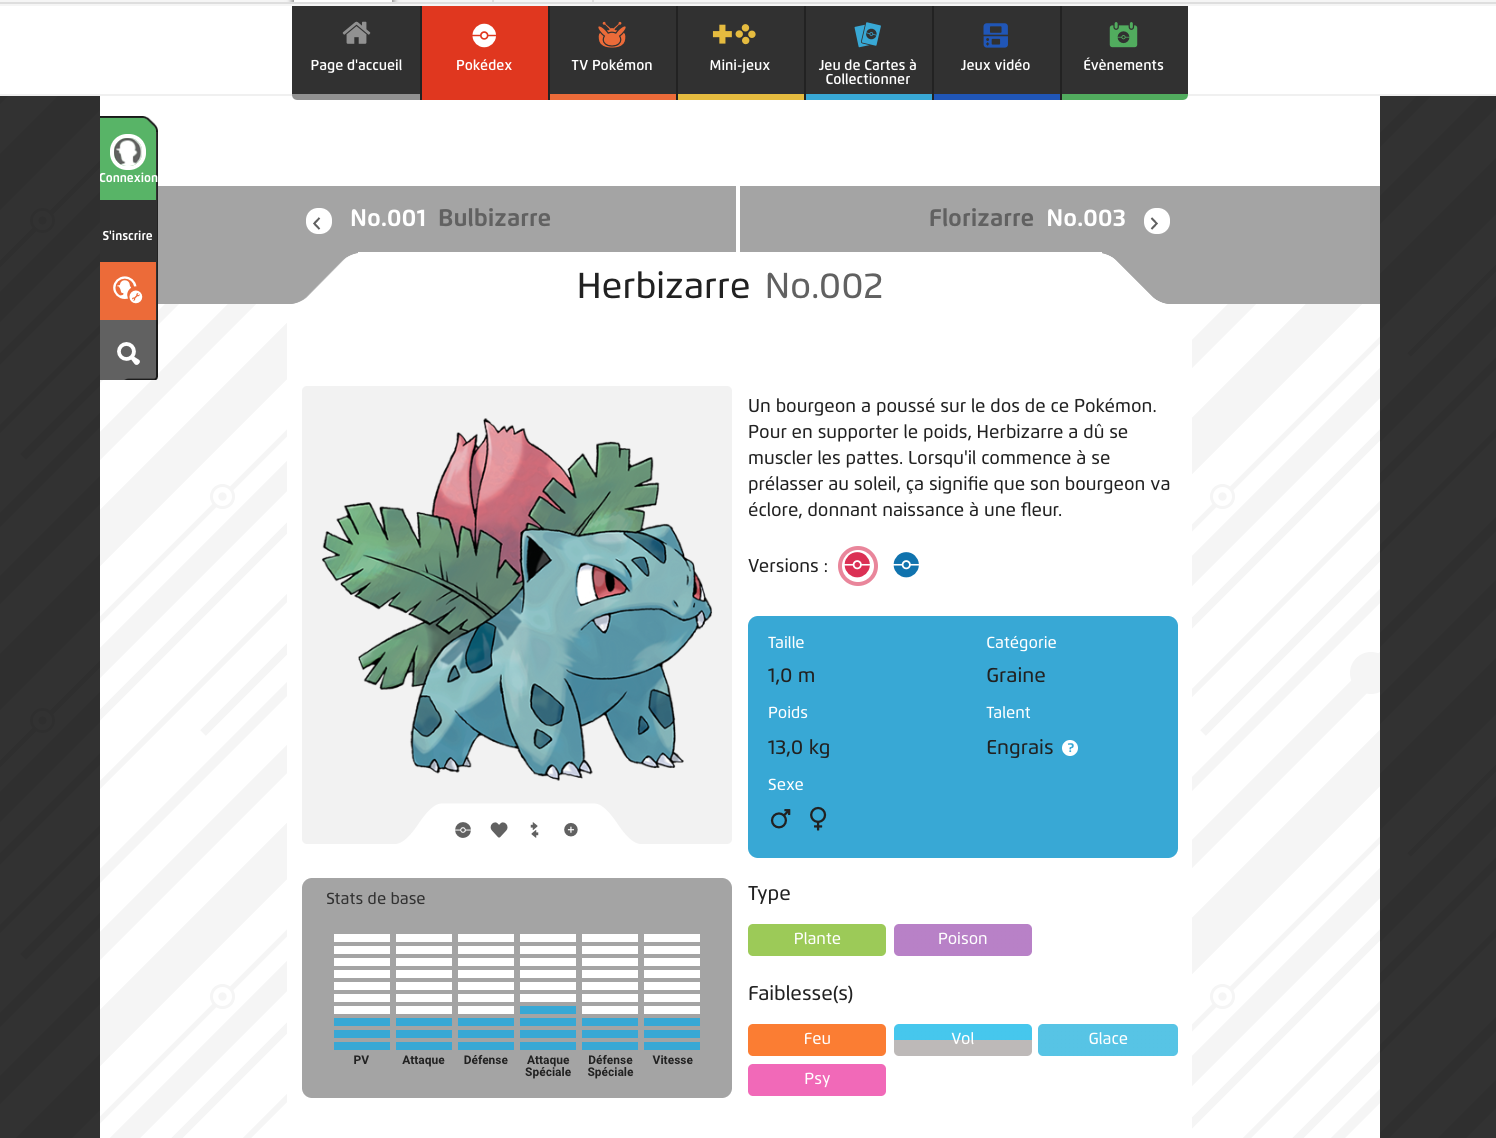 Page d'accueil
Pokédex
TV Pokémon
Mini-jeux
Jeu de Cartes à
Collectionner
Jeux vidéo
Évènements
Connexion
S'inscrire
No.001 Bulbizarre
Florizarre No.003
Herbizarre No.002
Un bourgeon a poussé sur le dos de ce Pokémon.
Pour en supporter le poids, Herbizarre a dû se
muscler les pattes. Lorsqu'il commence à se
prélasser au soleil, ça signifie que son bourgeon va
éclore, donnant naissance à une fleur.
Versions :
Taille
1,0 m
Poids
13,0 kg
Sexe
Catégorie
Graine
Talent
Engrais ?
Stats de base
PV
Attaque
Défense
Attaque
Spéciale
Défense
Spéciale
Vitesse
Type
Plante
Poison
Faiblesse(s)
Feu
Vol
Glace
Psy